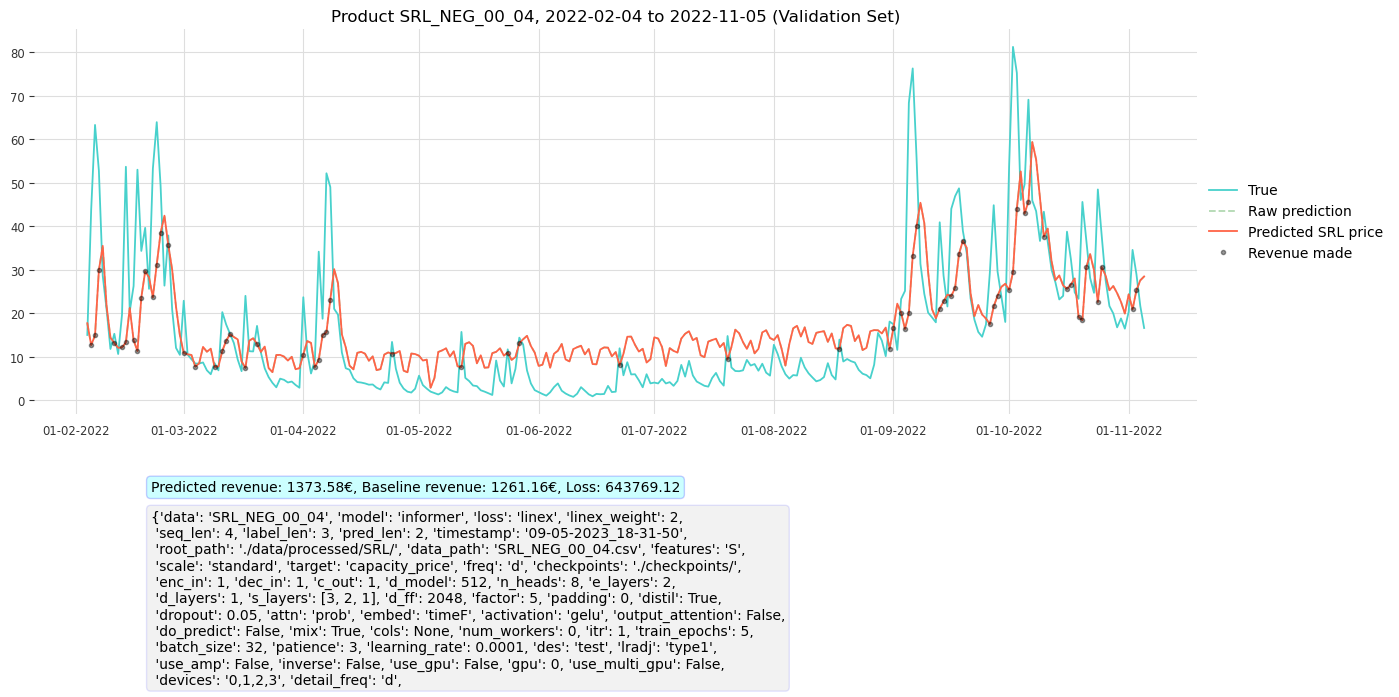 Product SRL_NEG_00_04, 2022-02-04 to 2022-11-05 (Validation Set)
80
70
60
50
40
30
20
10
0
01-02-2022 01-03-2022 01-04-2022 01-05-2022 01-06-2022 01-07-2022 01-08-2022 01-09-2022 01-10-2022 01-11-2022
True
Raw prediction
Predicted SRL price
Revenue made
Predicted revenue: 1373.58€, Baseline revenue: 1261.16€, Loss: 643769.12
{'data': 'SRL_NEG_00_04', 'model': 'informer', 'loss': 'linex', 'linex_weight': 2,
'seq_len': 4, 'label_len': 3, 'pred_len': 2, 'timestamp': '09-05-2023_18-31-50',
'root_path': './data/processed/SRL/', 'data_path': 'SRL_NEG_00_04.csv', 'features': 'S',
'scale': 'standard', 'target': 'capacity_price', 'freq': 'd', 'checkpoints': './checkpoints/',
'enc_in': 1, 'dec_in': 1, 'c_out': 1, 'd_model': 512, 'n_heads': 8, 'e_layers': 2,
'd_layers': 1, 's_layers': [3, 2, 1], 'd_ff': 2048, 'factor': 5, 'padding': 0, 'distil': True,
'dropout': 0.05, 'attn': 'prob', 'embed': 'timeF', 'activation': 'gelu', 'output_attention': False,
'do_predict': False, 'mix': True, 'cols': None, 'num_workers': 0, 'itr': 1, 'train_epochs': 5,
'batch_size': 32, 'patience': 3, 'learning_rate': 0.0001, 'des': 'test', 'lradj': 'type1',
'use_amp': False, 'inverse': False, 'use_gpu': False, 'gpu': 0, 'use_multi_gpu': False,
'devices': '0,1,2,3', 'detail_freq': 'd',